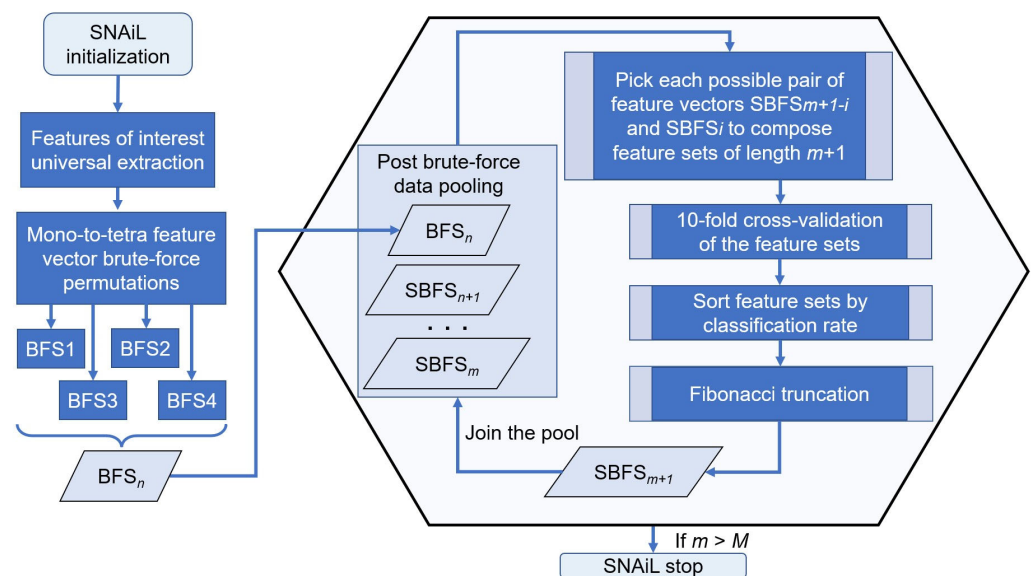 SNAiL
initialization
Features of interest
universal extraction
Mono-to-tetra feature
vector brute-force
permutations
BFS1
BFS2
BFS3
BFS4
BFSn
Post brute-force
data pooling
BFSn
SBFSn+1
. . .
SBFSm
Pick each possible pair of
feature vectors SBFSm+1-i
and SBFSi to compose
feature sets of length m+1
10-fold cross-validation
of the feature sets
Sort feature sets by
classification rate
Fibonacci truncation
SBFSm+1
Join the pool
If m > M
SNAiL stop